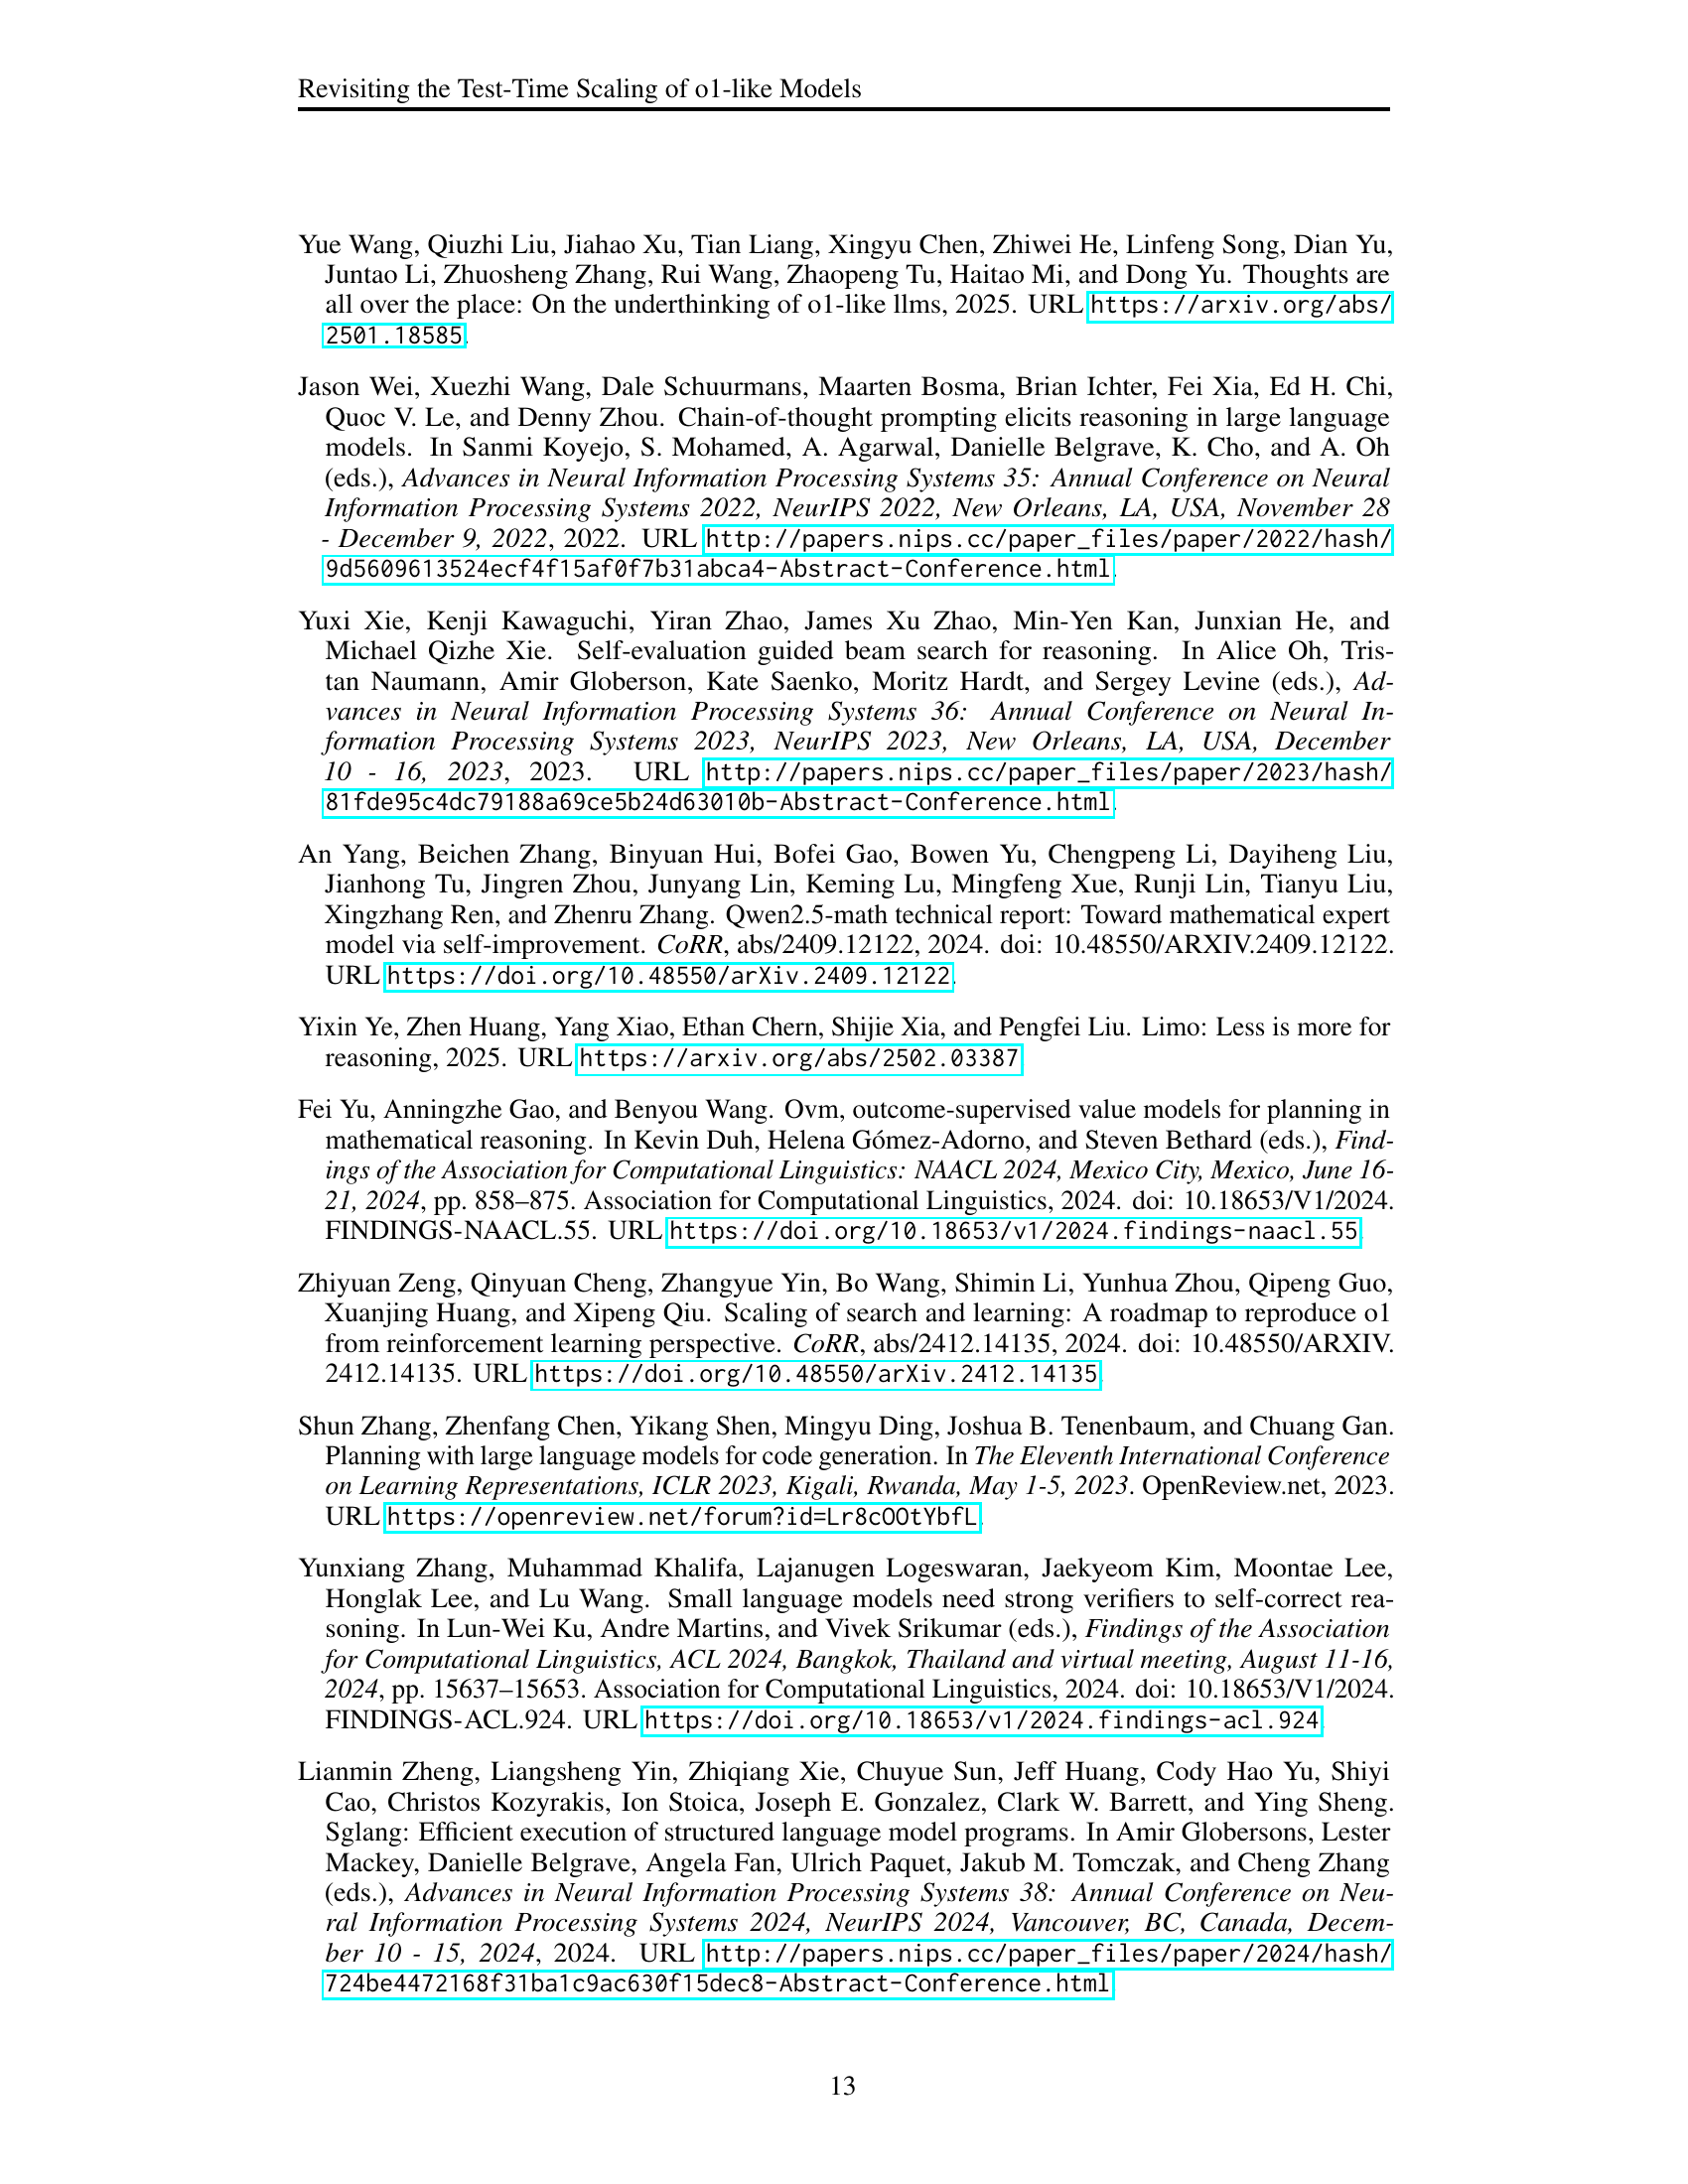 Revisiting the Test-Time Scaling of o1-like Models
Yue Wang, Qiuzhi Liu, Jiahao Xu, Tian Liang, Xingyu Chen, Zhiwei He, Linfeng Song, Dian Yu,
Juntao Li, Zhuosheng Zhang, Rui Wang, Zhaopeng Tu, Haitao Mi, and Dong Yu. Thoughts are
all over the place: On the underthinking of o1-like llms, 2025. URL https://arxiv.org/abs/
2501.18585.
Jason Wei, Xuezhi Wang, Dale Schuurmans, Maarten Bosma, Brian Ichter, Fei Xia, Ed H. Chi,
Quoc V. Le, and Denny Zhou. Chain-of-thought prompting elicits reasoning in large language
models. In Sanmi Koyejo, S. Mohamed, A. Agarwal, Danielle Belgrave, K. Cho, and A. Oh
(eds.), Advances in Neural Information Processing Systems 35: Annual Conference on Neural
Information Processing Systems 2022, NeurIPS 2022, New Orleans, LA, USA, November 28
- December 9, 2022, 2022. URL http://papers.nips.cc/paper_files/paper/2022/hash/
9d5609613524ecf4f15af0f7b31abca4-Abstract-Conference.html.
Yuxi Xie, Kenji Kawaguchi, Yiran Zhao, James Xu Zhao, Min-Yen Kan, Junxian He, and
Michael Qizhe Xie. Self-evaluation guided beam search for reasoning. In Alice Oh, Tris-
tan Naumann, Amir Globerson, Kate Saenko, Moritz Hardt, and Sergey Levine (eds.), Ad-
vances in Neural Information Processing Systems 36: Annual Conference on Neural In-
formation Processing Systems 2023, NeurIPS 2023, New Orleans, LA, USA, December
10 - 16, 2023, 2023. URL http://papers.nips.cc/paper_files/paper/2023/hash/
81fde95c4dc79188a69ce5b24d63010b-Abstract-Conference.html.
An Yang, Beichen Zhang, Binyuan Hui, Bofei Gao, Bowen Yu, Chengpeng Li, Dayiheng Liu,
Jianhong Tu, Jingren Zhou, Junyang Lin, Keming Lu, Mingfeng Xue, Runji Lin, Tianyu Liu,
Xingzhang Ren, and Zhenru Zhang. Qwen2.5-math technical report: Toward mathematical expert
model via self-improvement. CoRR, abs/2409.12122, 2024. doi: 10.48550/ARXIV.2409.12122.
URL https://doi.org/10.48550/arXiv.2409.12122.
Yixin Ye, Zhen Huang, Yang Xiao, Ethan Chern, Shijie Xia, and Pengfei Liu. Limo: Less is more for
reasoning, 2025. URL https://arxiv.org/abs/2502.03387.
Fei Yu, Anningzhe Gao, and Benyou Wang. Ovm, outcome-supervised value models for planning in
mathematical reasoning. In Kevin Duh, Helena Gómez-Adorno, and Steven Bethard (eds.), Find-
ings of the Association for Computational Linguistics: NAACL 2024, Mexico City, Mexico, June 16-
21, 2024, pp. 858–875. Association for Computational Linguistics, 2024. doi: 10.18653/V1/2024.
FINDINGS-NAACL.55. URL https://doi.org/10.18653/v1/2024.findings-naacl.55.
Zhiyuan Zeng, Qinyuan Cheng, Zhangyue Yin, Bo Wang, Shimin Li, Yunhua Zhou, Qipeng Guo,
Xuanjing Huang, and Xipeng Qiu. Scaling of search and learning: A roadmap to reproduce o1
from reinforcement learning perspective. CoRR, abs/2412.14135, 2024. doi: 10.48550/ARXIV.
2412.14135. URL https://doi.org/10.48550/arXiv.2412.14135.
Shun Zhang, Zhenfang Chen, Yikang Shen, Mingyu Ding, Joshua B. Tenenbaum, and Chuang Gan.
Planning with large language models for code generation. In The Eleventh International Conference
on Learning Representations, ICLR 2023, Kigali, Rwanda, May 1-5, 2023. OpenReview.net, 2023.
URL https://openreview.net/forum?id=Lr8cOOtYbfL.
Yunxiang Zhang, Muhammad Khalifa, Lajanugen Logeswaran, Jaekyeom Kim, Moontae Lee,
Honglak Lee, and Lu Wang. Small language models need strong verifiers to self-correct rea-
soning. In Lun-Wei Ku, Andre Martins, and Vivek Srikumar (eds.), Findings of the Association
for Computational Linguistics, ACL 2024, Bangkok, Thailand and virtual meeting, August 11-16,
2024, pp. 15637–15653. Association for Computational Linguistics, 2024. doi: 10.18653/V1/2024.
FINDINGS-ACL.924. URL https://doi.org/10.18653/v1/2024.findings-acl.924.
Lianmin Zheng, Liangsheng Yin, Zhiqiang Xie, Chuyue Sun, Jeff Huang, Cody Hao Yu, Shiyi
Cao, Christos Kozyrakis, Ion Stoica, Joseph E. Gonzalez, Clark W. Barrett, and Ying Sheng.
Sglang: Efficient execution of structured language model programs. In Amir Globersons, Lester
Mackey, Danielle Belgrave, Angela Fan, Ulrich Paquet, Jakub M. Tomczak, and Cheng Zhang
(eds.), Advances in Neural Information Processing Systems 38: Annual Conference on Neu-
ral Information Processing Systems 2024, NeurIPS 2024, Vancouver, BC, Canada, Decem-
ber 10 - 15, 2024, 2024. URL http://papers.nips.cc/paper_files/paper/2024/hash/
724be4472168f31ba1c9ac630f15dec8-Abstract-Conference.html.
13